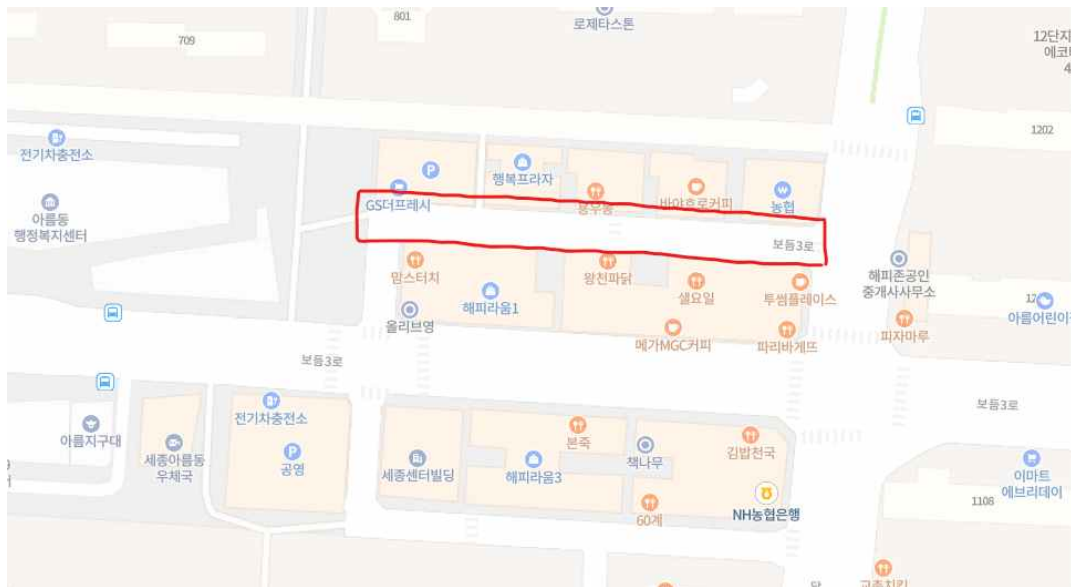 801
로제타스톤
709
12단지
에코
4
1202
전기차충전소
P
행복프라자
아름동
행정복지센터
GS더프레시
용우동
바야흐로커피
농협
보듬3로
맘스터치
왕천파닭
샐요일
투썸플레이스
해피존공인
중개사사무소
해피라움1
올리브영
메가MGC커피
파리바게뜨
피자마루
아름어린이
보듬3로
보듬3로
전기차충전소
아름지구대
세종아름동
우체국
P
공영
세종센터빌딩
본죽
해피라움3
책나무
김밥천국
이마트
에브리데이
1108
60계
NH농협은행
교촌치킨